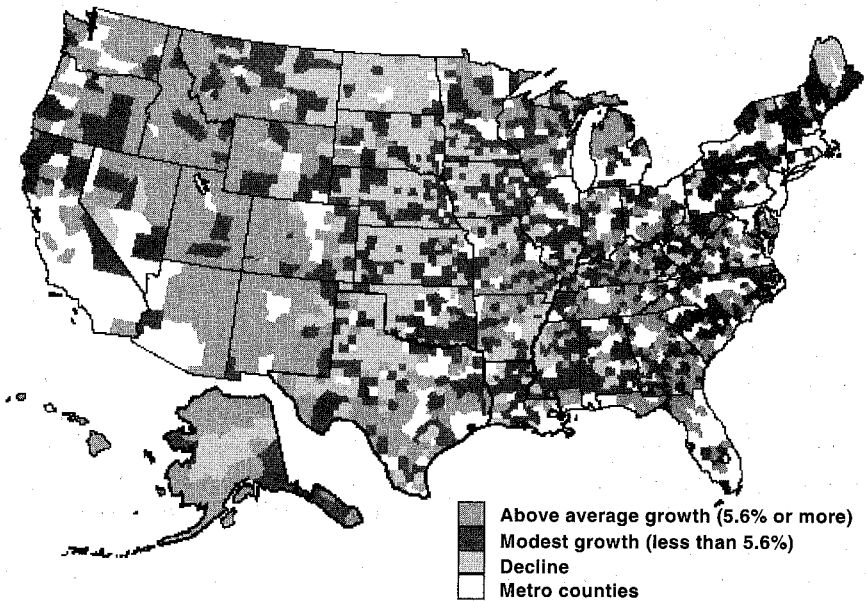 Above average growth (5.6% or more)
Modest growth (less than 5.6%)
Decline
Metro counties